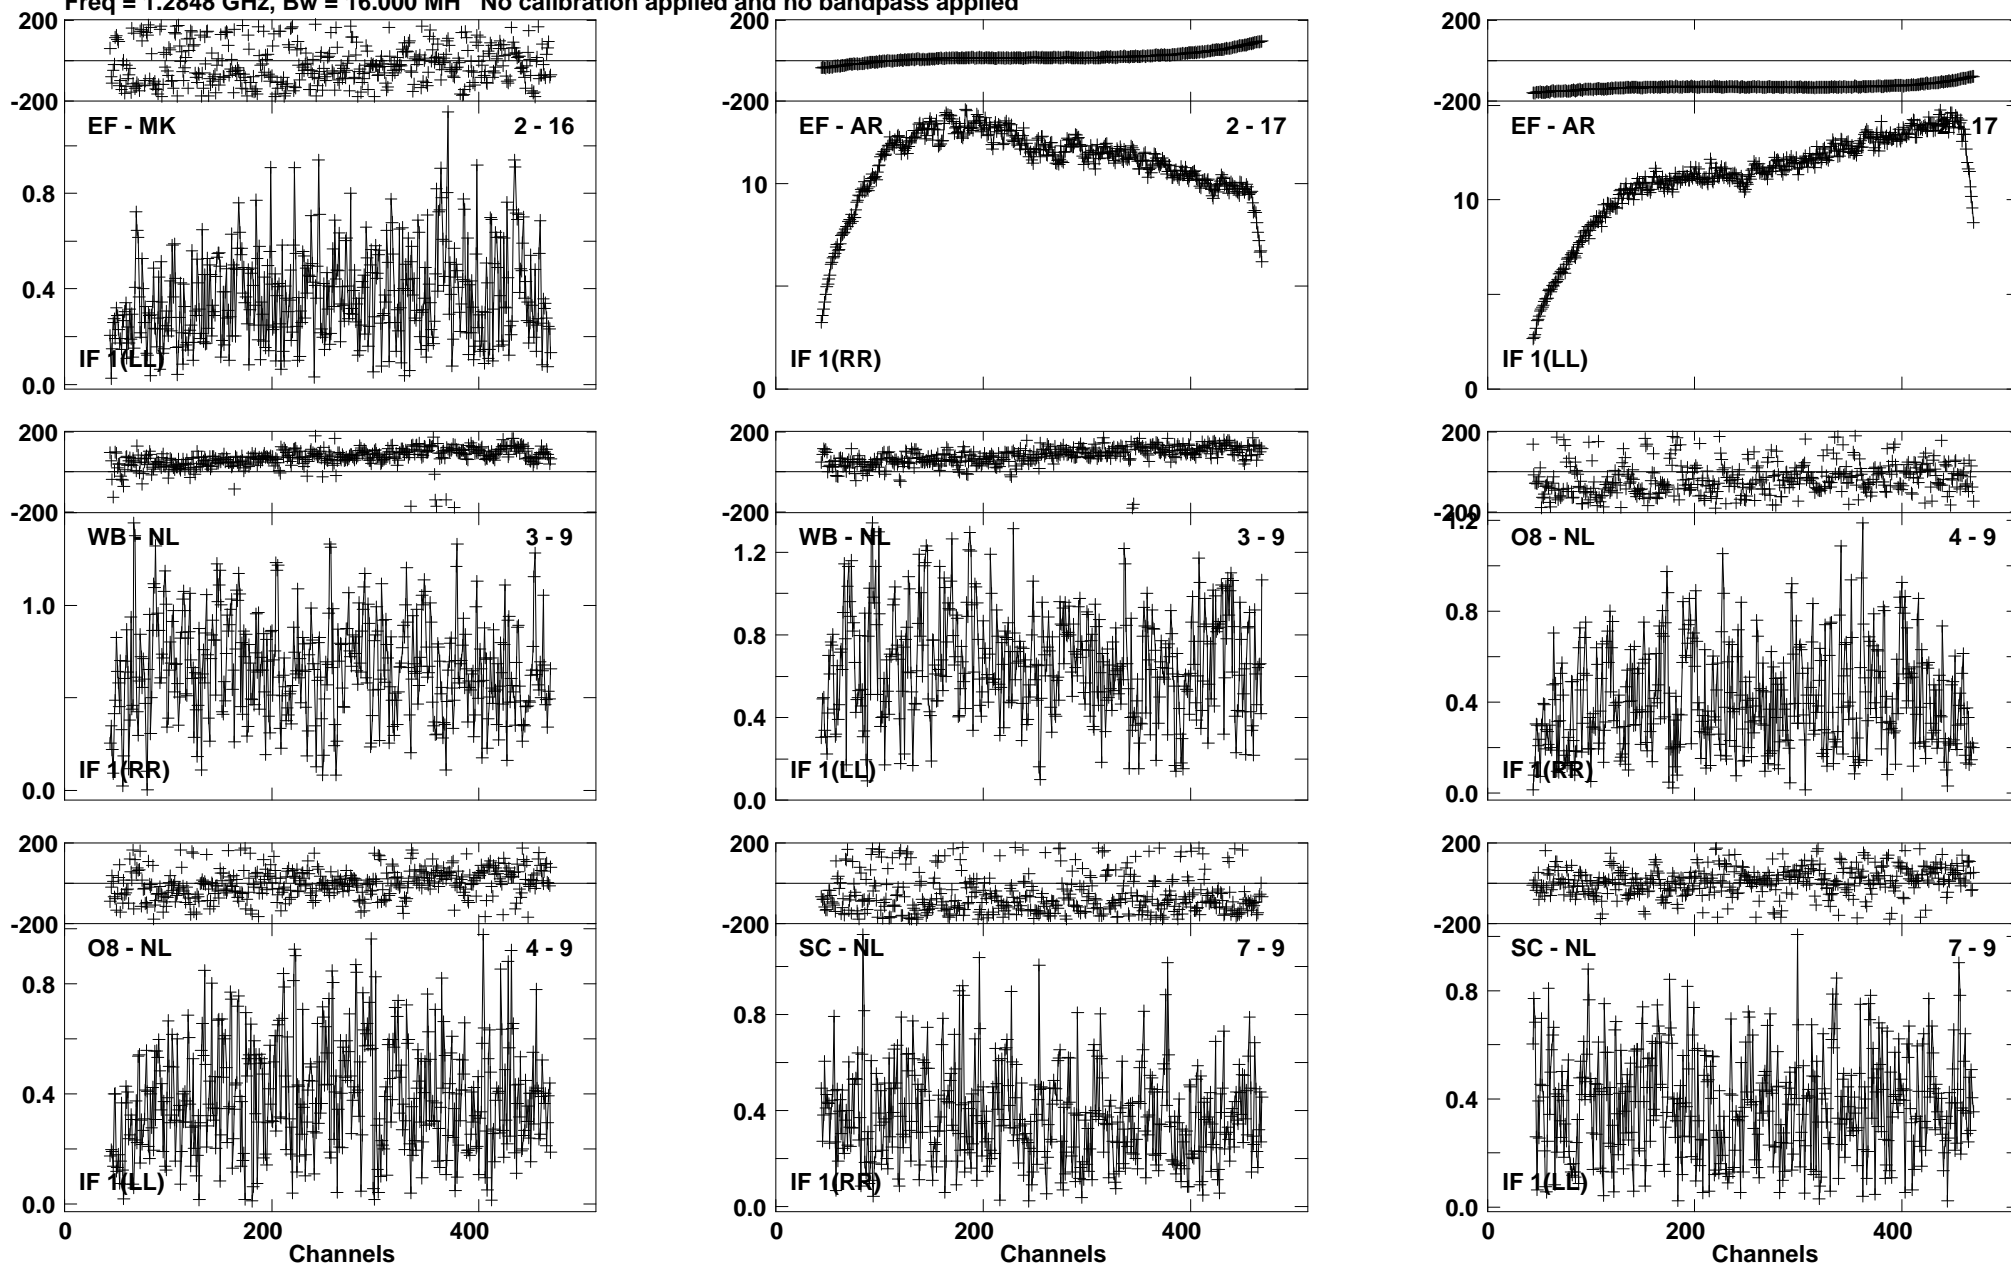 Freq = 1.2848 GHz, Bw = 16.000 MH   No calibration applied and no bandpass applied
200
-200
EF - MK 2 - 16
0.8
0.4
0.0
IF 1(LL)
200
-200
EF - AR 2 - 17
10
0
IF 1(RR)
200
-200
EF - AR 2 - 17
10
0
IF 1(LL)
200
-200
WB - NL 3 - 9
1.0
0.0
IF 1(RR)
200
-200
WB - NL 3 - 9
1.2
0.8
0.4
0.0
IF 1(LL)
200
-200
1.2
O8 - NL 4 - 9
0.8
0.4
0.0
IF 1(RR)
200
-200
O8 - NL 4 - 9
0.8
0.4
0.0
IF 1(LL)
0 200 400
Channels
200
-200
SC - NL 7 - 9
0.8
0.4
0.0
IF 1(RR)
0 200 400
Channels
200
-200
SC - NL 7 - 9
0.8
0.4
0.0
IF 1(LL)
0 200 400
Channels